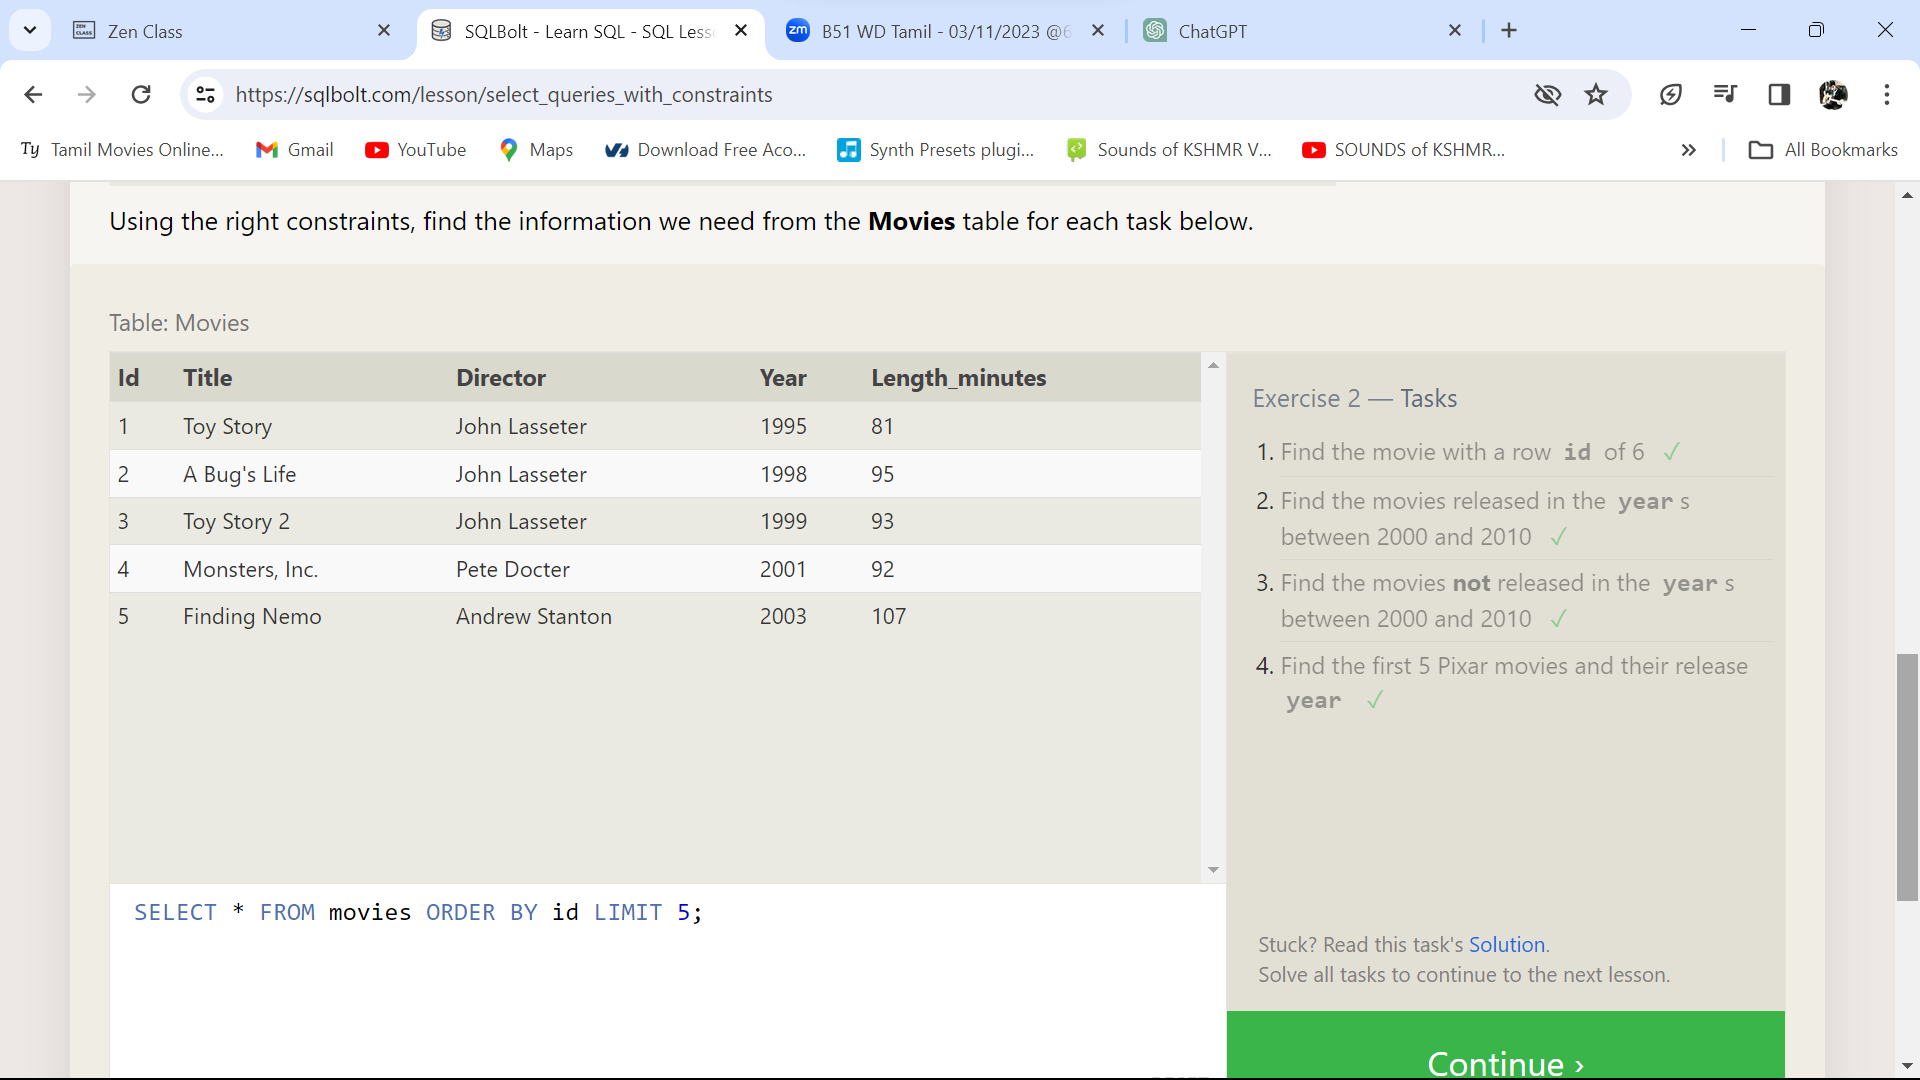 Zen Class
SQLBolt - Learn SQL - SQL Less
zm B51 WD Tamil - 03/11/2023 @6
ChatGPT
https://sqlbolt.com/lesson/select_queries_with_constraints
Ty Tamil Movies Online...
Gmail
YouTube
Maps
Download Free Aco...
Synth Presets plugi...
Sounds of KSHMR V...
SOUNDS of KSHMR...
All Bookmarks
Using the right constraints, find the information we need from the Movies table for each task below.
Table: Movies
Id Title Director Year Length_minutes
1 Toy Story John Lasseter 1995 81
2 A Bug's Life John Lasseter 1998 95
3 Toy Story 2 John Lasseter 1999 93
4 Monsters, Inc. Pete Docter 2001 92
5 Finding Nemo Andrew Stanton 2003 107
SELECT * FROM movies ORDER BY id LIMIT 5;
Exercise 2 — Tasks
1. Find the movie with a row id of 6 ✓
2. Find the movies released in the year s
between 2000 and 2010 ✓
3. Find the movies not released in the year s
between 2000 and 2010 ✓
4. Find the first 5 Pixar movies and their release
year ✓
Stuck? Read this task's Solution.
Solve all tasks to continue to the next lesson.
Continue ›